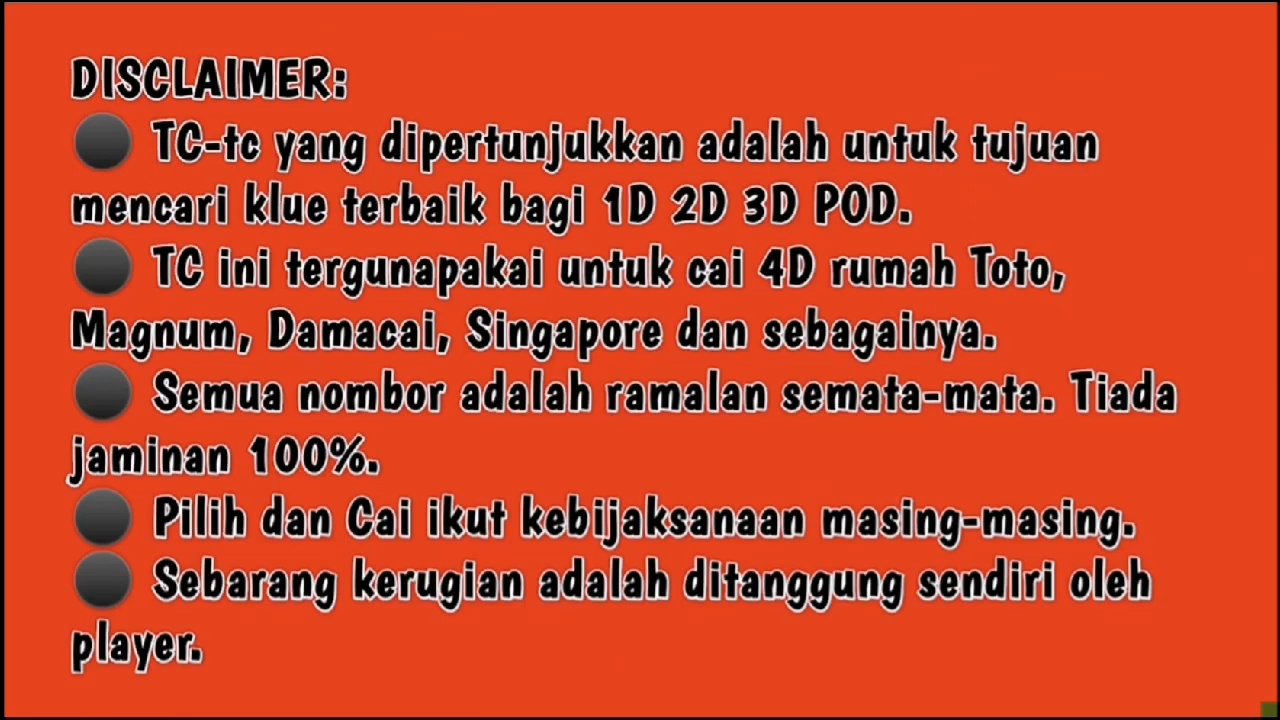 DISCLAIMER:
⚫ TC-tc yang dipertunjukkan adalah untuk tujuan
mencari klue terbaik bagi 1D 2D 3D POD.
⚫ TC ini tergunapakai untuk cai 4D rumah Toto,
Magnum, Damacai, Singapore dan sebagainya.
⚫ Semua nombor adalah ramalan semata-mata. Tiada
jaminan 100%.
⚫ Pilih dan Cai ikut kebijaksanaan masing-masing.
⚫ Sebarang kerugian adalah ditanggung sendiri oleh
player.